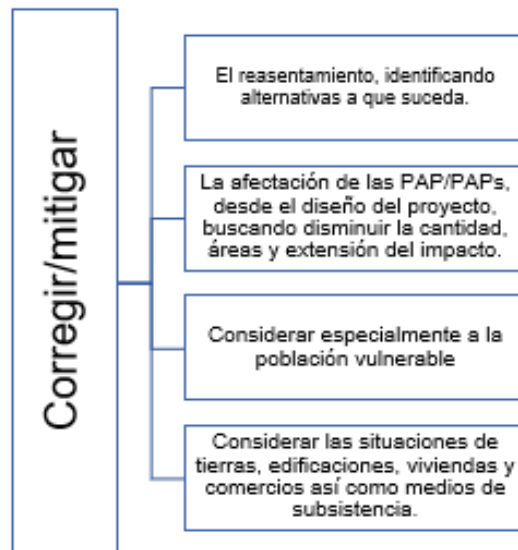 Corregir/mitigar
El reasentamiento, identificando
alternativas a que suceda.
La afectación de las PAP/PAPs,
desde el diseño del proyecto,
buscando disminuir la cantidad,
áreas y extensión del impacto.
Considerar especialmente a la
población vulnerable
Considerar las situaciones de
tierras, edificaciones, viviendas y
comercios así como medios de
subsistencia.